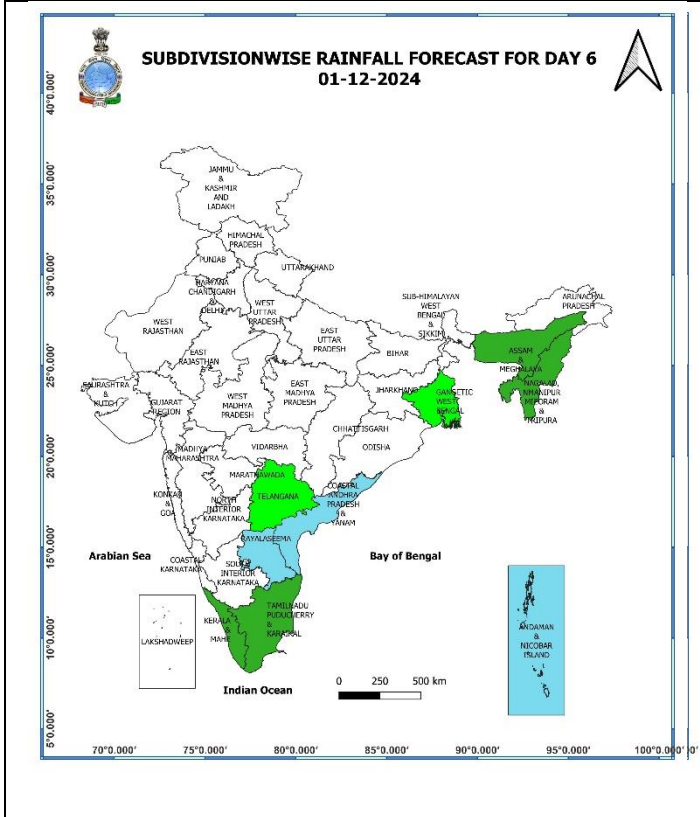 SUBDIVISIONWISE RAINFALL FORECAST FOR DAY 6
01-12-2024
40°0.000'
35°0.000'
30°0.000'
25°0.000'
20°0.000'
15°0.000'
10°0.000'
5°0.000'
JAMMU
&
KASHMIR
AND
LADAKH
HIMACHAL
PRADESH
PUNJAB
UTTARAKHAND
HARYANA
CHANDIGARH
&
DELHI
WEST
UTTAR
PRADESH
WEST
RAJASTHAN
EAST
RAJASTHAN
EAST
UTTAR
PRADESH
SUB-HIMALAYAN
WEST
BENGAL
&
SIKKIM
ARUNACHAL
PRADESH
BIHAR
ASSAM
&
MEGHALAYA
&
MIZORAM
&
TRIPURA
SAURASHTRA
&
KUTCH
GUJARAT
REGION
WEST
MADHYA
PRADESH
EAST
MADHYA
PRADESH
JHARKHAND
GANGETIC
WEST
BENGAL
CHHATTISGARH
ODISHA
VIDARBHA
MADHYA
MAHARASHTRA
MARATHAWADA
TELANGANA
KONKAN
&
GOA
NORTH
INTERIOR
KARNATAKA
COASTAL
ANDHRA
PRADESH
&
YANAM
RAYALASEEMA
Arabian Sea
Bay of Bengal
COASTAL
KARNATAKA
SOUTH
INTERIOR
KARNATAKA
TAMILNADU
PUDUCHERRY
&
KARAIKAL
KERALA
&
MAHE
LAKSHADWEEP
ANDAMAN
&
NICOBAR
ISLAND
Indian Ocean
0 250 500 km
70°0.000' 75°0.000' 80°0.000' 85°0.000' 90°0.000' 95°0.000' 100°0.000'